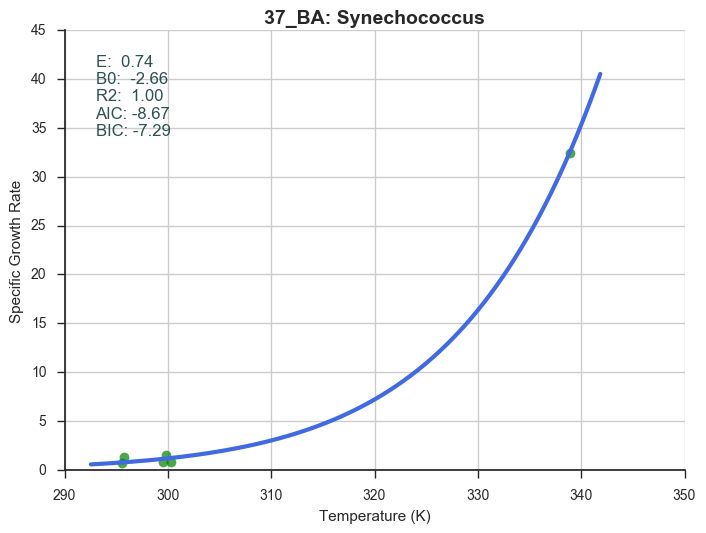 37_BA: Synechococcus
E:  0.74
B0:  -2.66
R2:  1.00
AIC: -8.67
BIC: -7.29
Specific Growth Rate
45
40
35
30
25
20
15
10
5
0
290 300 310 320 330 340 350
Temperature (K)